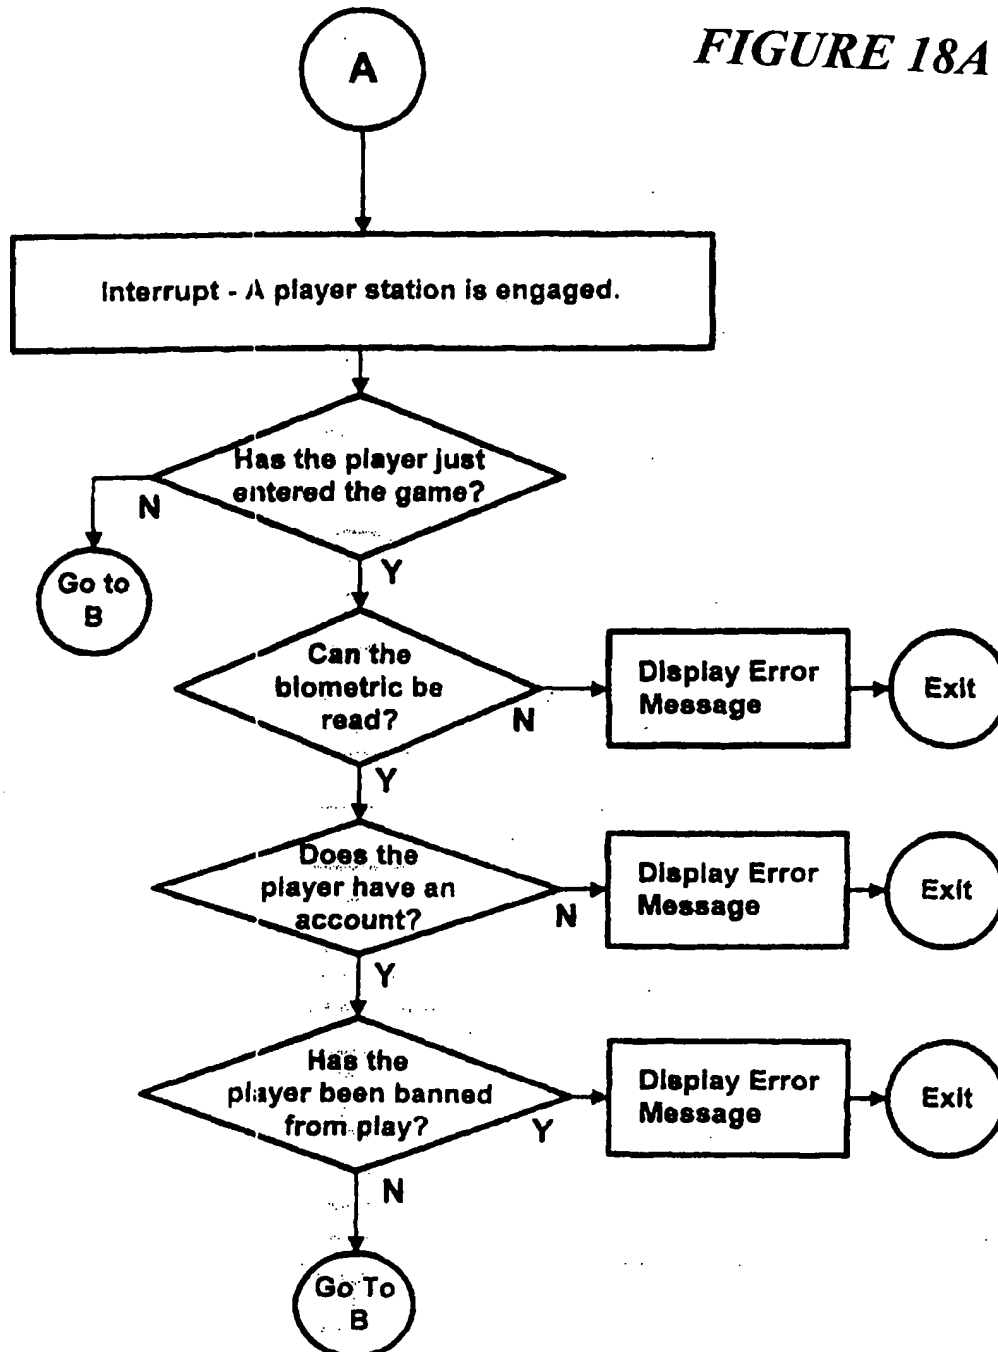 FIGURE 18A
A
Interrupt - A player station is engaged.
Has the player just
entered the game?
N
Y
Go to
B
Can the
biometric be
read?
N
Y
Display Error
Message
Exit
Does the
player have an
account?
N
Y
Display Error
Message
Exit
Has the
player been banned
from play?
Y
N
Display Error
Message
Exit
Go To
B